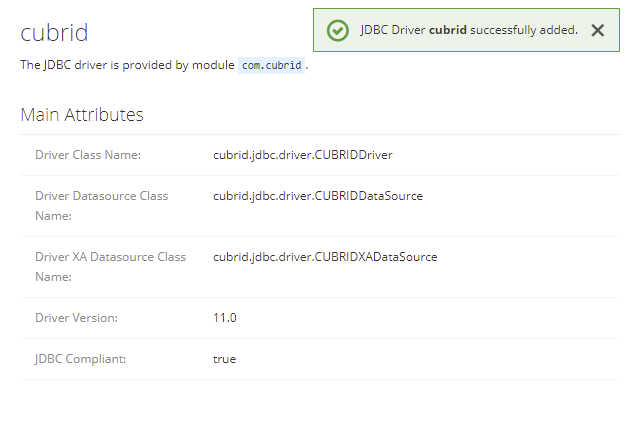 cubrid
JDBC Driver cubrid successfully added.
The JDBC driver is provided by module com.cubrid.
Main Attributes
Driver Class Name: cubrid.jdbc.driver.CUBRIDDriver
Driver Datasource Class cubrid.jdbc.driver.CUBRIDDataSource
Name:
Driver XA Datasource Class cubrid.jdbc.driver.CUBRIDXADataSource
Name:
Driver Version: 11.0
JDBC Compliant: true